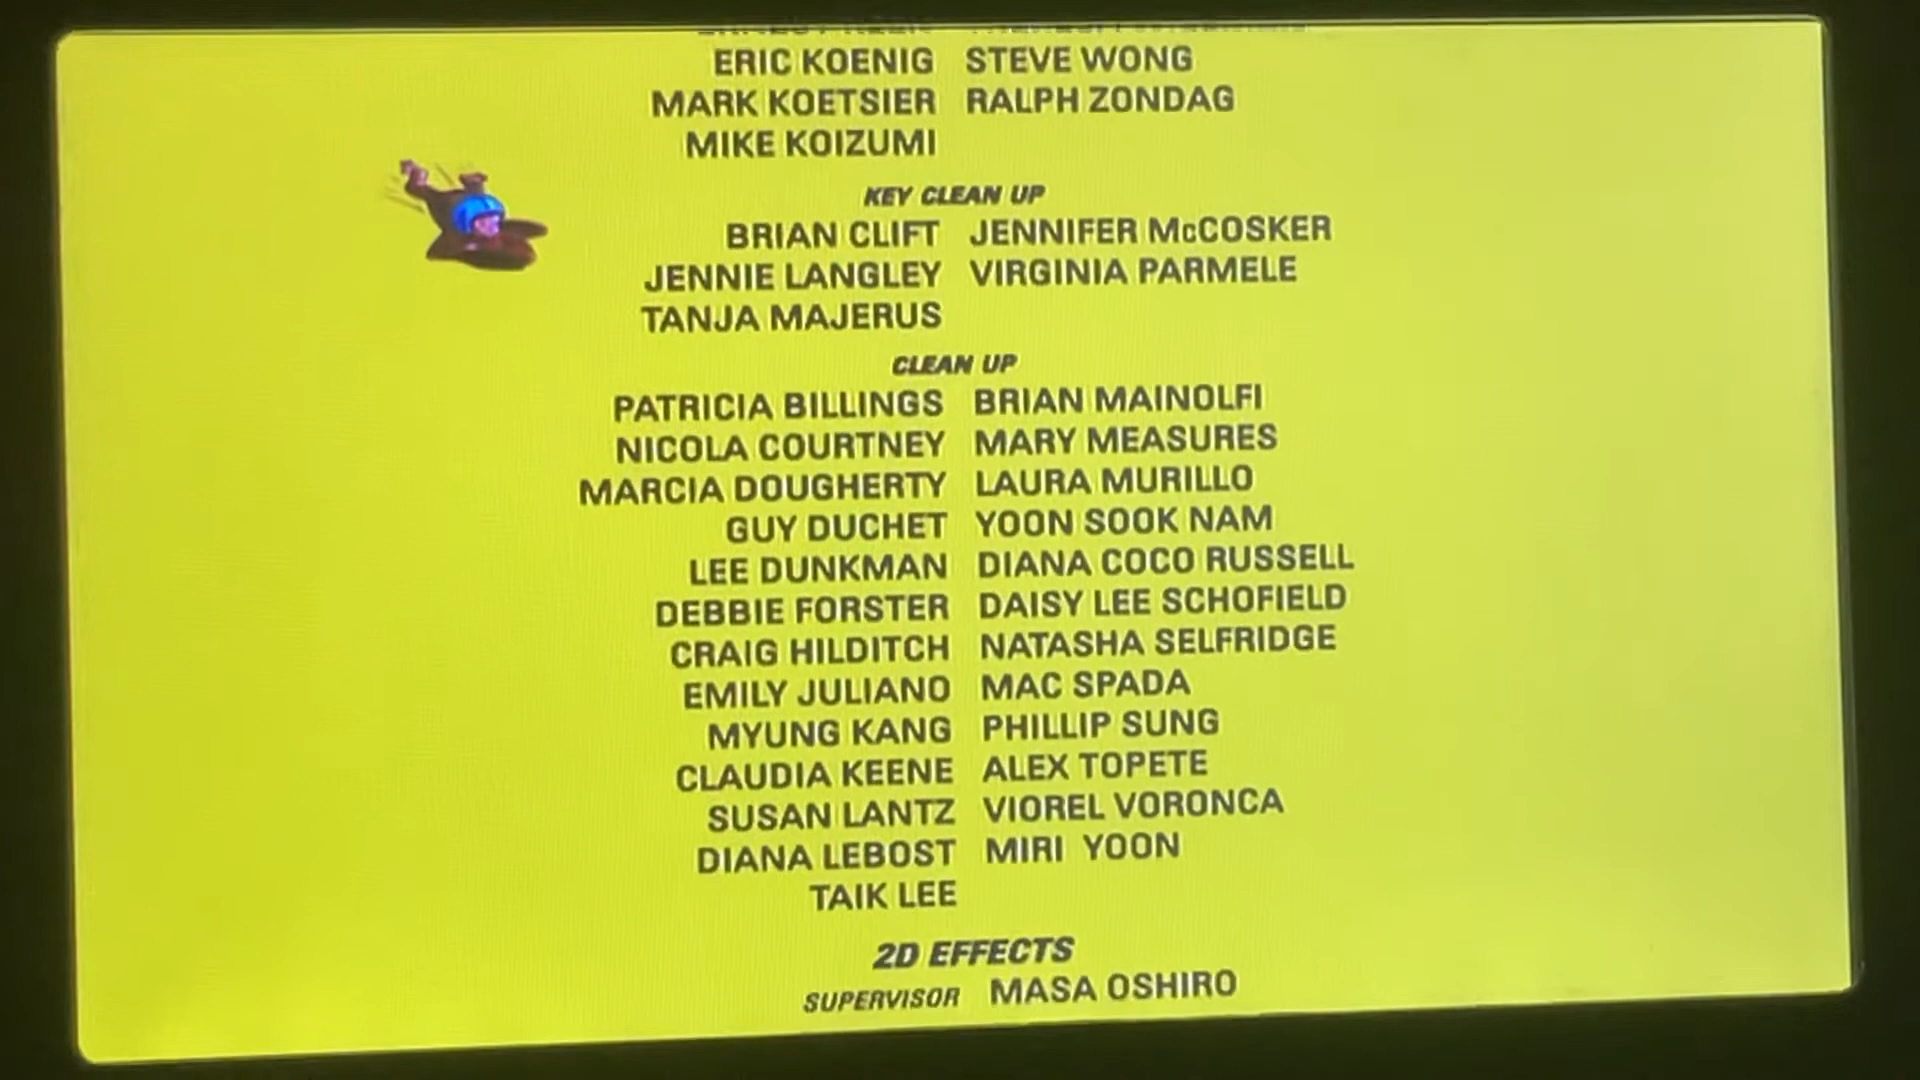 ERIC KOENIG STEVE WONG
MARK KOETSIER RALPH ZONDAG
MIKE KOIZUMI
KEY CLEAN UP
BRIAN CLIFT JENNIFER McCOSKER
JENNIE LANGLEY VIRGINIA PARMELE
TANJA MAJERUS
CLEAN UP
PATRICIA BILLINGS BRIAN MAINOLFI
NICOLA COURTNEY MARY MEASURES
MARCIA DOUGHERTY LAURA MURILLO
GUY DUCHET YOON SOOK NAM
LEE DUNKMAN DIANA COCO RUSSELL
DEBBIE FORSTER DAISY LEE SCHOFIELD
CRAIG HILDITCH NATASHA SELFRIDGE
EMILY JULIANO MAC SPADA
MYUNG KANG PHILLIP SUNG
CLAUDIA KEENE ALEX TOPETE
SUSAN LANTZ VIOREL VORONCA
DIANA LEBOST MIRI YOON
TAIK LEE
2D EFFECTS
SUPERVISOR MASA OSHIRO